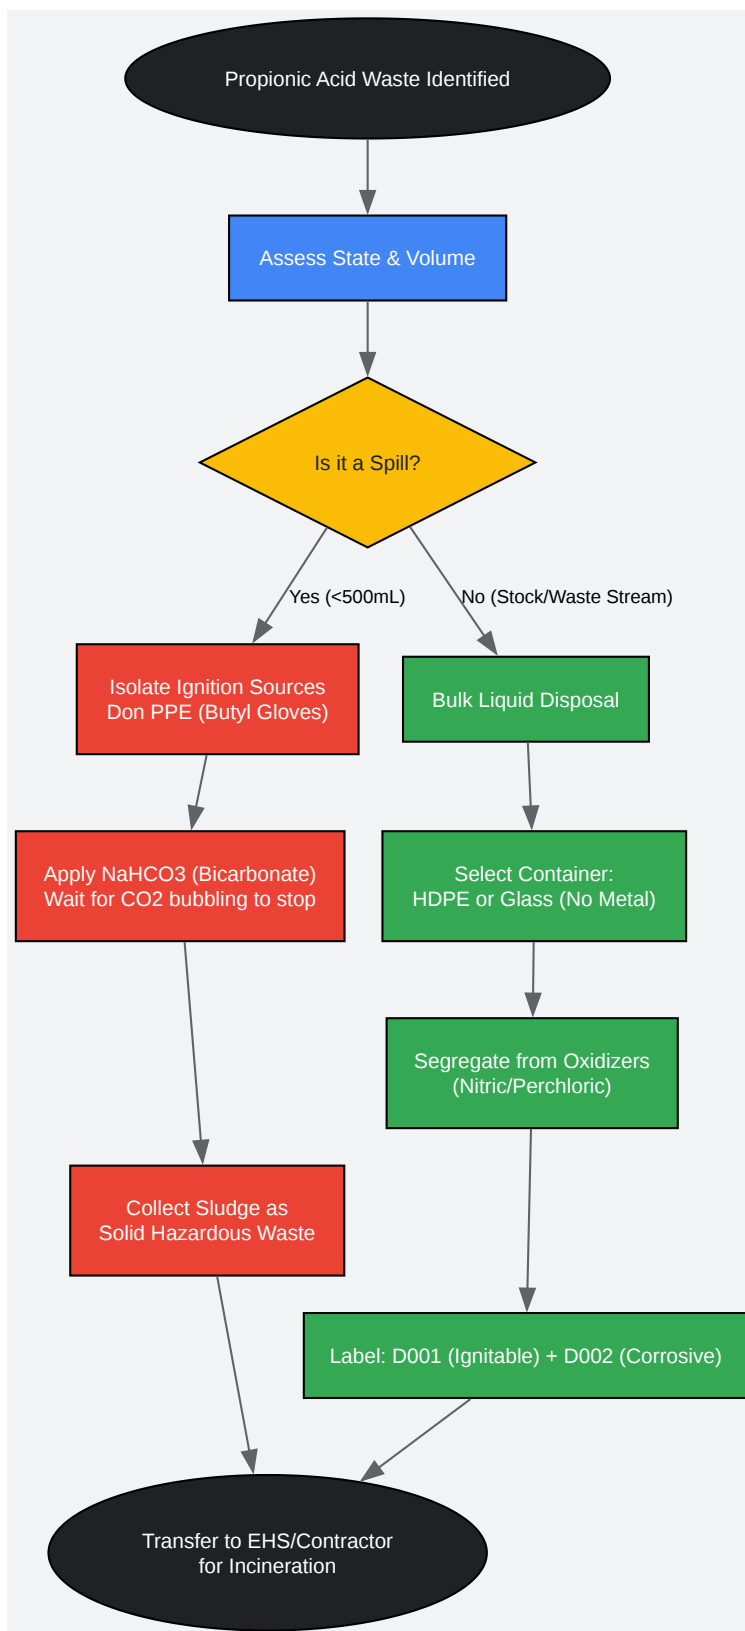 Propionic Acid Waste Identified
Assess State & Volume
Is it a Spill?
Yes (<500mL)
No (Stock/Waste Stream)
Isolate Ignition Sources
Don PPE (Butyl Gloves)
Bulk Liquid Disposal
Apply NaHCO3 (Bicarbonate)
Wait for CO2 bubbling to stop
Select Container:
HDPE or Glass (No Metal)
Segregate from Oxidizers
(Nitric/Perchloric)
Collect Sludge as
Solid Hazardous Waste
Label: D001 (Ignitable) + D002 (Corrosive)
Transfer to EHS/Contractor
for Incineration